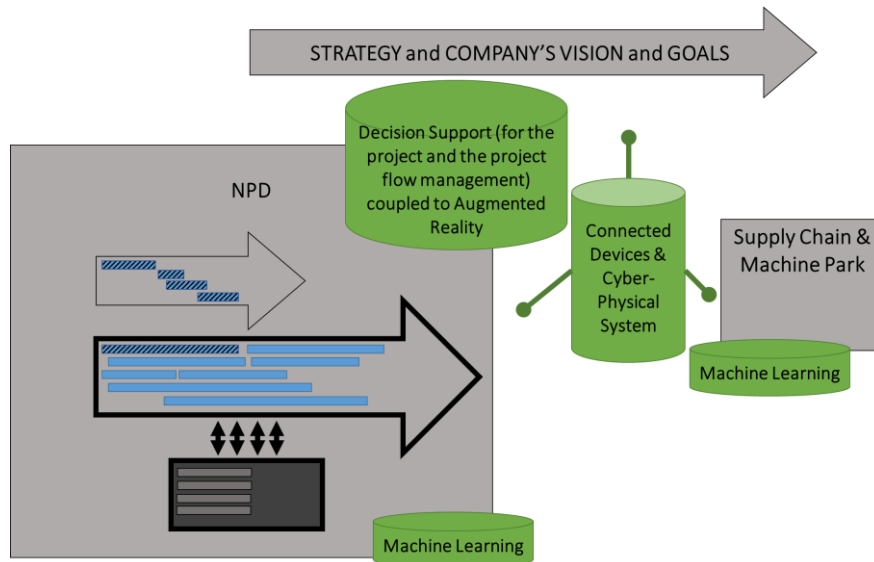 STRATEGY and COMPANY'S VISION and GOALS
Decision Support (for the
project and the project
flow management)
coupled to Augmented
Reality
NPD
Connected
Devices &
Cyber-
Physical
System
Supply Chain &
Machine Park
Machine Learning
Machine Learning